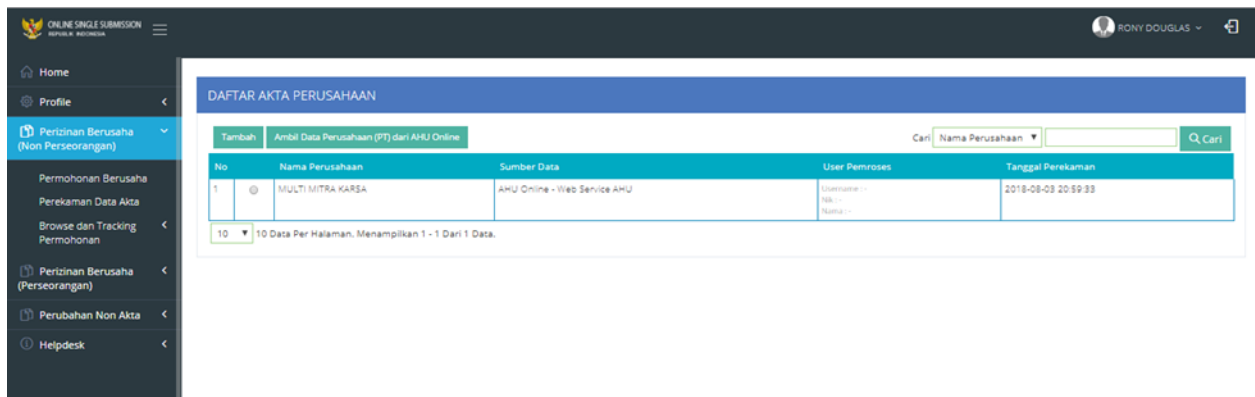 ONLINE SINGLE SUBMISSION
REPUBLIK INDONESIA
RONY DOUGLAS
Home
Profile
Perizinan Berusaha
(Non Perseorangan)
Permohonan Berusaha
Perekaman Data Akta
Browse dan Tracking
Permohonan
Perizinan Berusaha
(Perseorangan)
Perubahan Non Akta
Helpdesk
DAFTAR AKTA PERUSAHAAN
Tambah Ambil Data Perusahaan (PT) dari AHU Online Cari Nama Perusahaan Cari
No Nama Perusahaan Sumber Data User Pemroses Tanggal Perekaman
1 MULTI MITRA KARSA AHU Online - Web Service AHU Username : - 2018-08-03 20:59:33
Nik : -
Nama : -
10 10 Data Per Halaman, Menampilkan 1 - 1 Dari 1 Data.